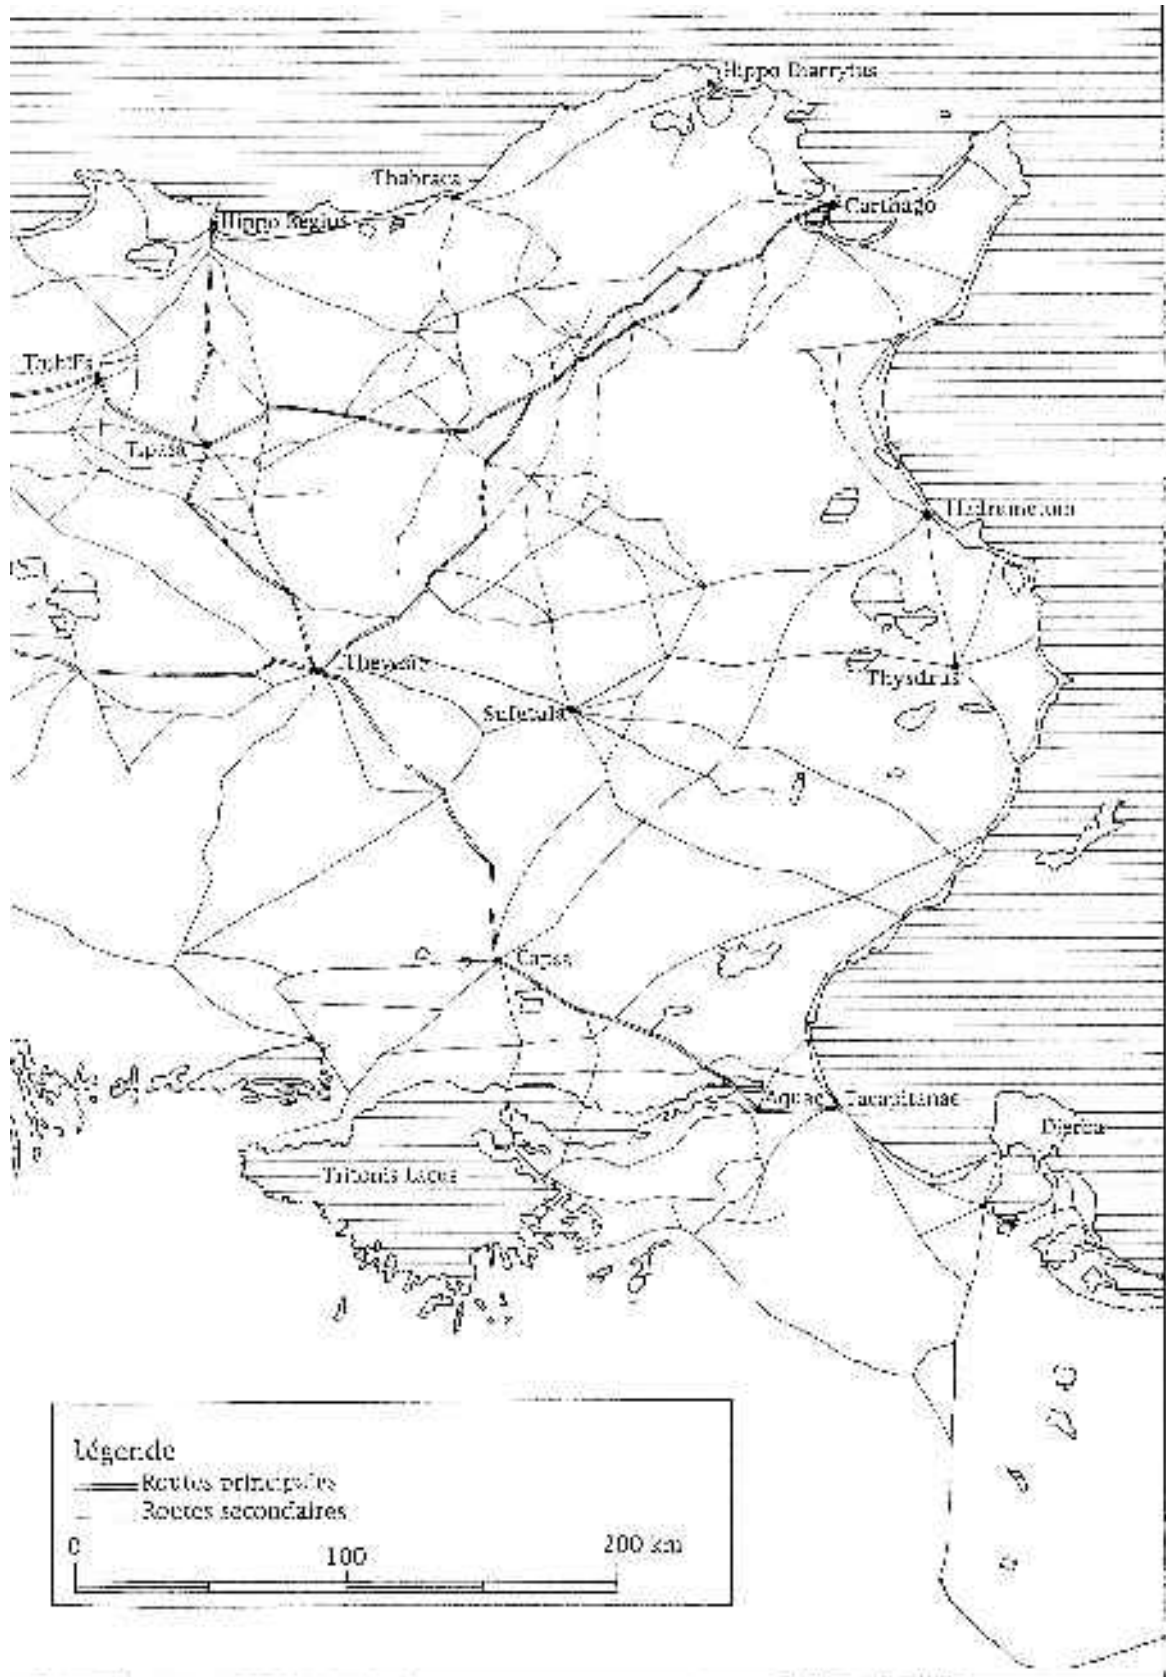 Hippo Diarrytus
Thabraca
Carthago
Hippo Regius
Tipasa
Hadrumetum
Theveste
Thysdrus
Sufetula
Capsa
Aquae Tacapitanae
Djerba
Tritonis Lacus
Légende
Routes principales
Routes secondaires
0 100 200 km